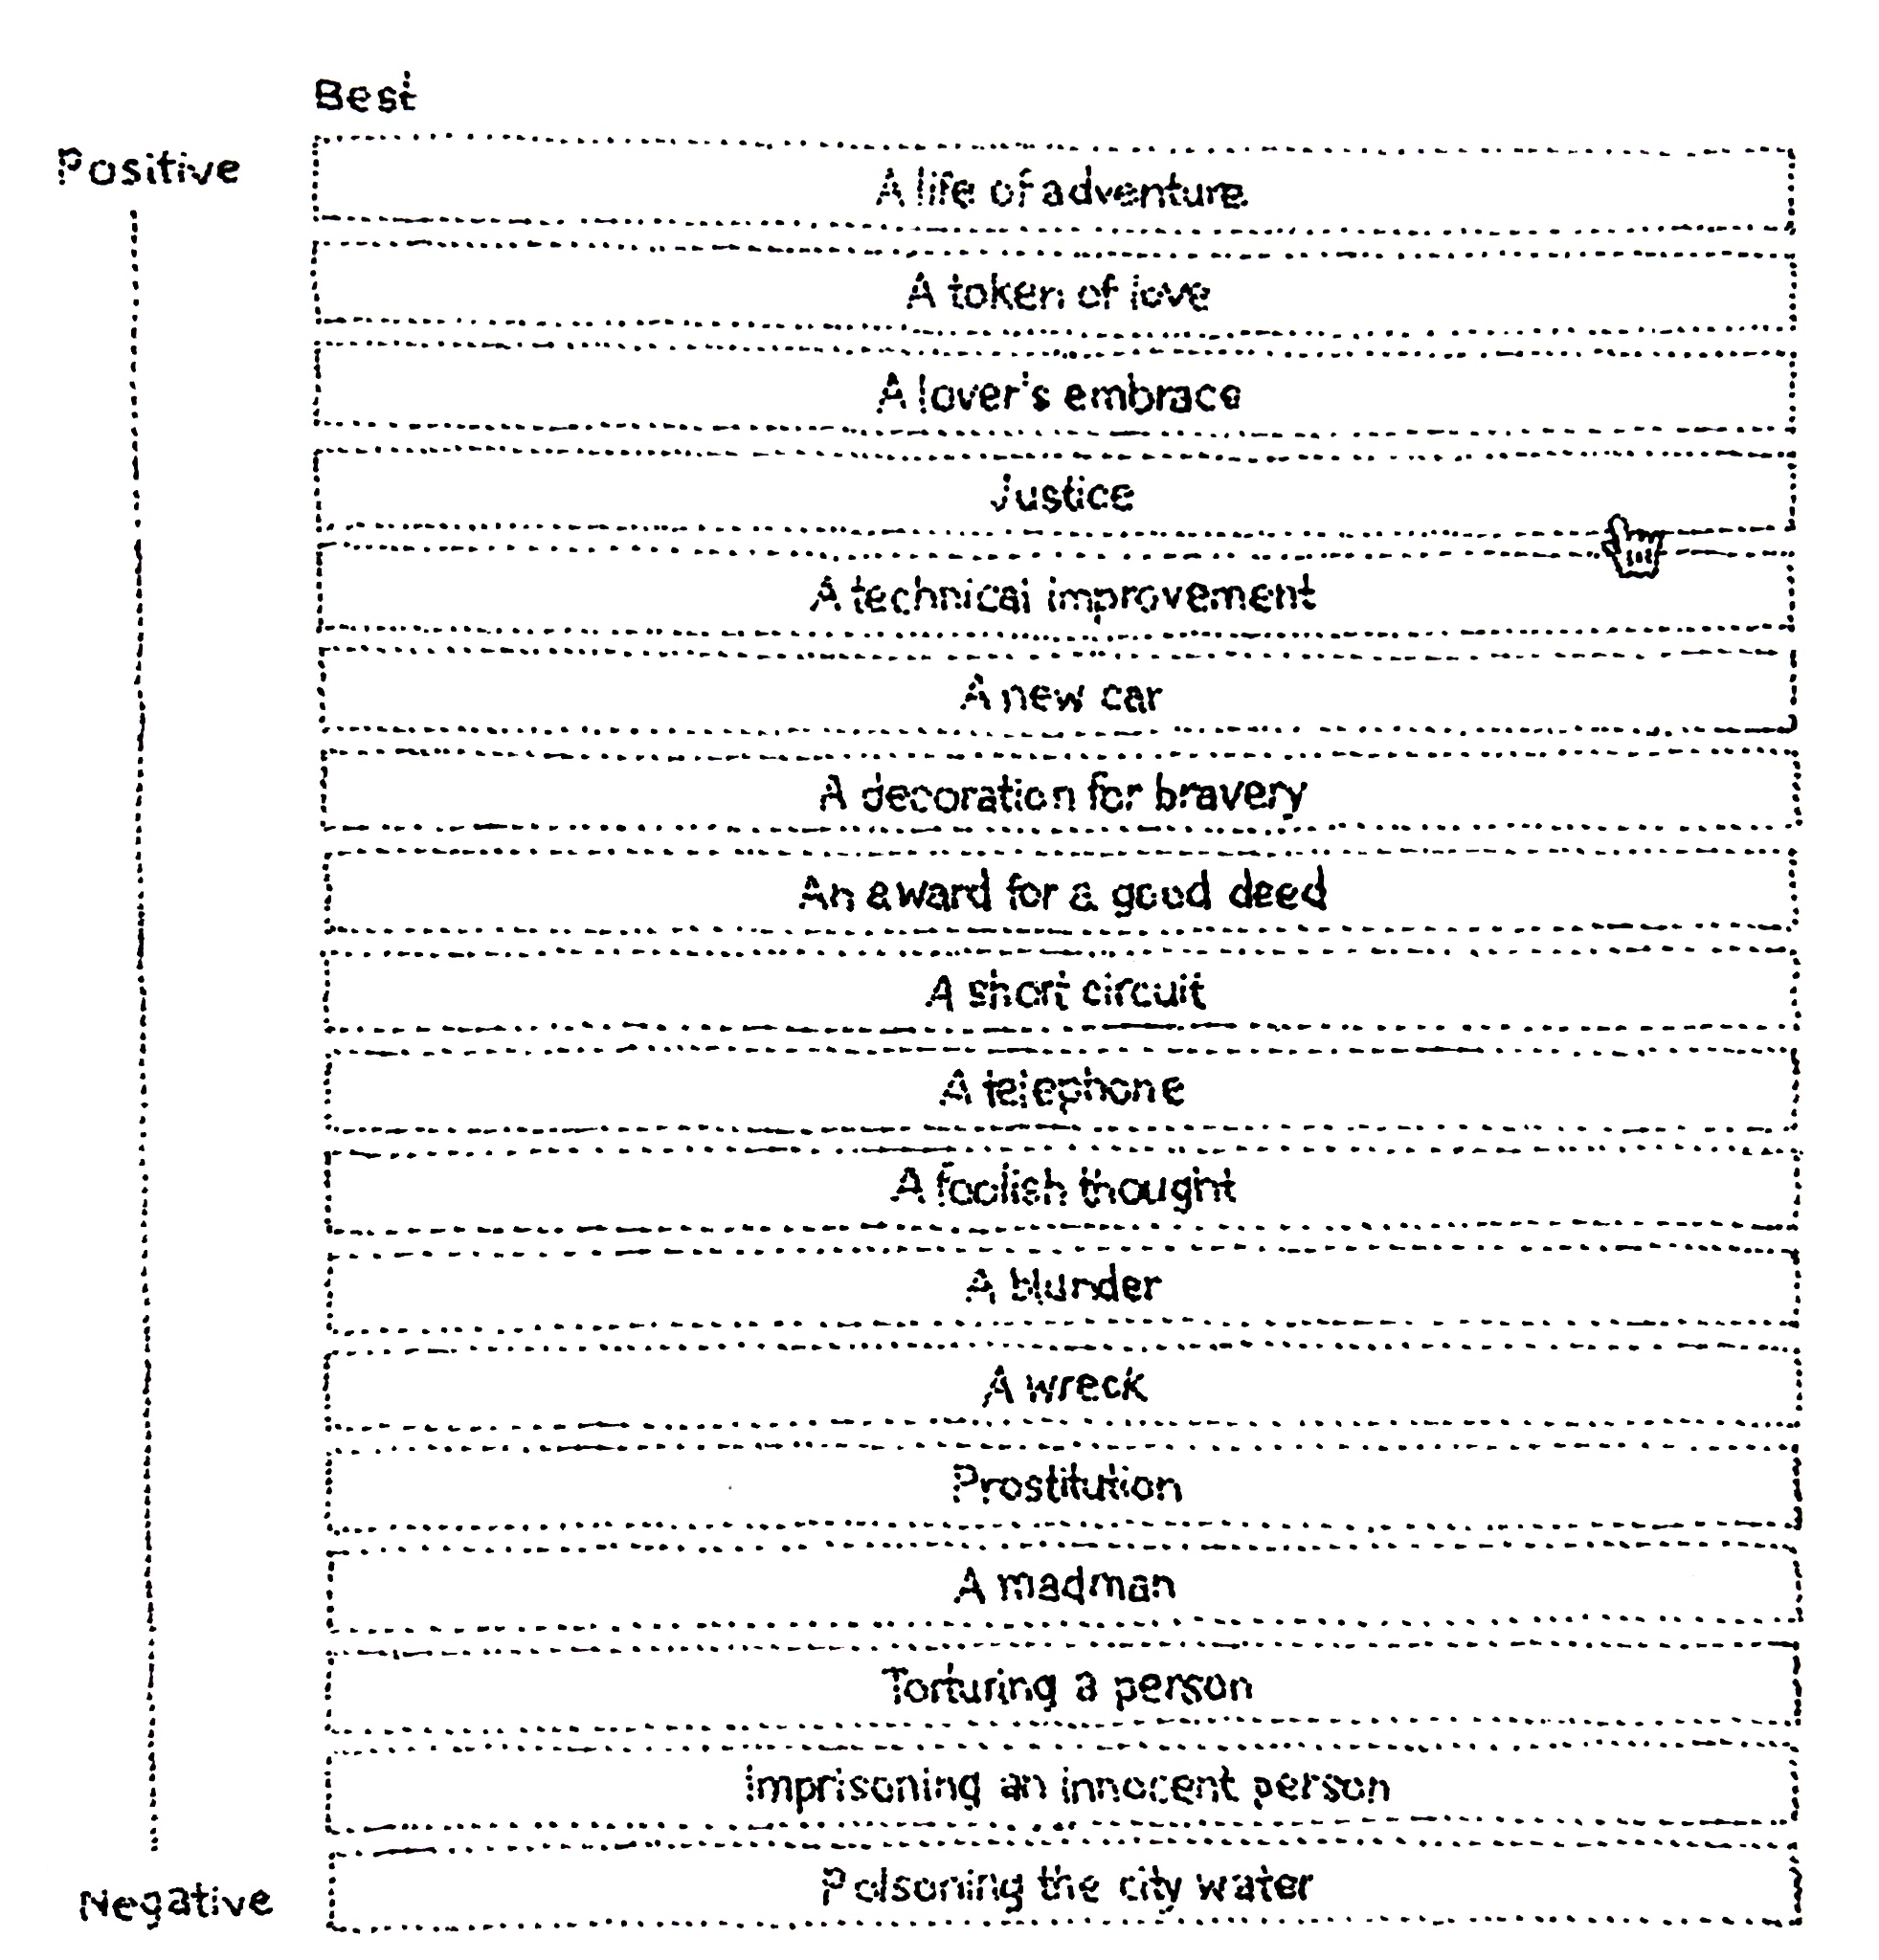 Best
Positive
A life of adventure
A token of love
A lover's embrace
Justice
A technical improvement
A new car
A decoration for bravery
An award for a good deed
A short circuit
A telephone
A foolish thought
A blunder
A wreck
Prostitution
A madman
Torturing a person
Imprisoning an innocent person
Poisoning the city water
Negative